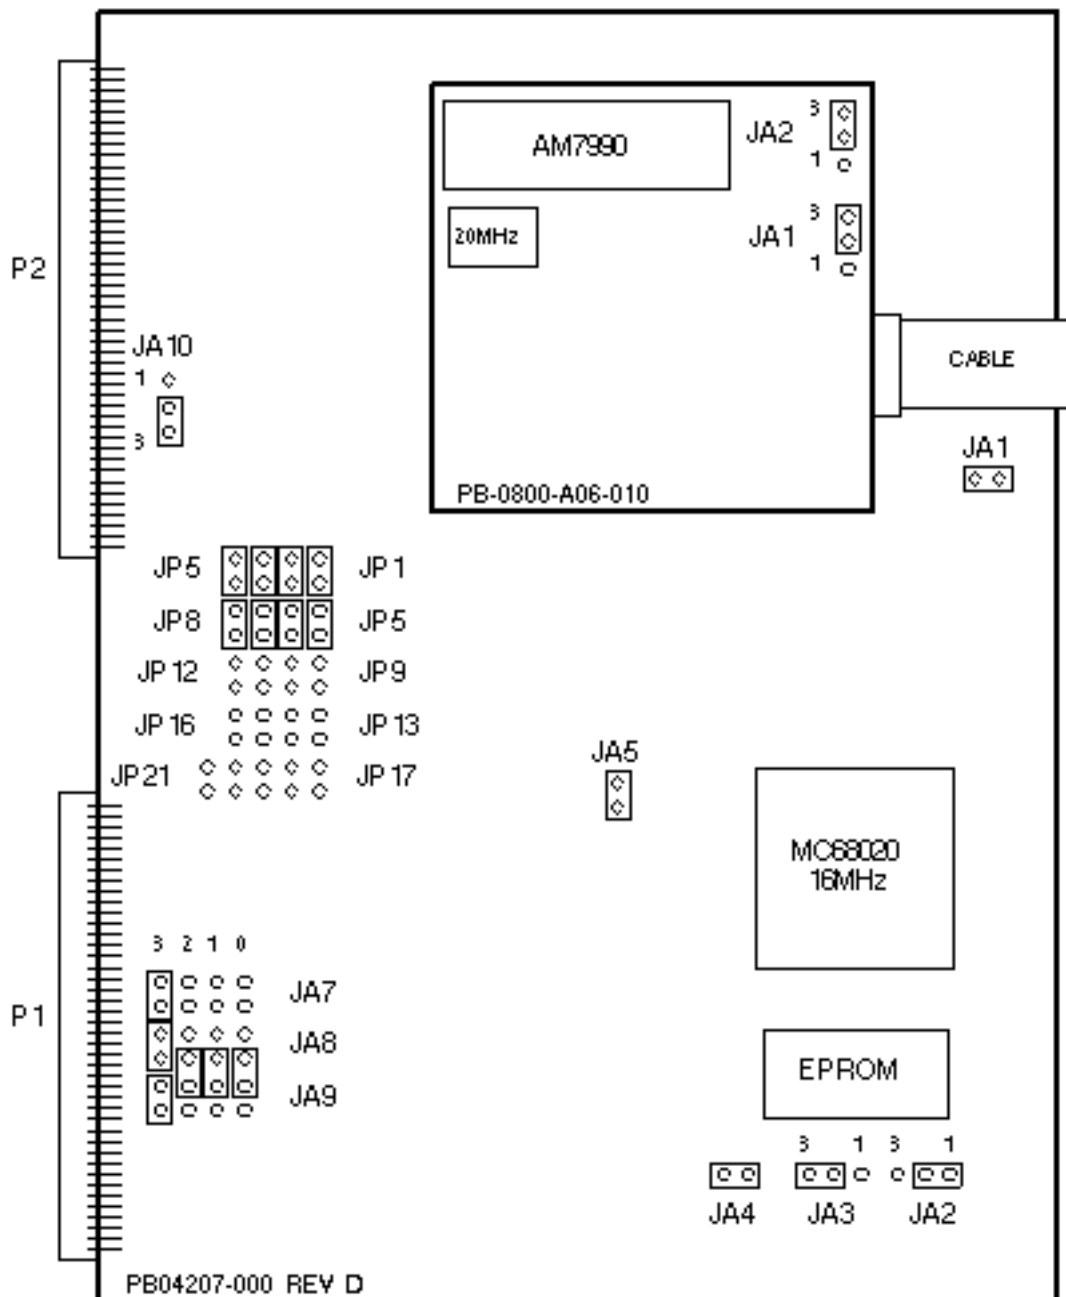 3
JA2
AM7990
1
3
20MHz
JA1
1
P2
JA10
CABLE
1
3
JA1
PB-0800-A06-010
JP5 JP1
JP8 JP5
JP12 JP9
JP16 JP13
JA5
JP21 JP17
MC68020
16MHz
3 2 1 0
JA7
P1
JA8
EPROM
JA9
3 1 3 1
JA4 JA3 JA2
PB04207-000 REV D